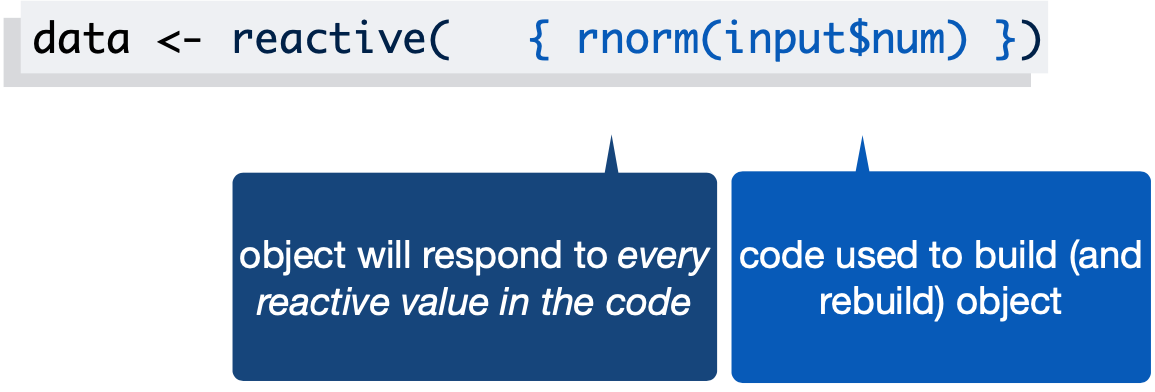 data <- reactive(   { rnorm(input$num) })
object will respond to every
reactive value in the code
code used to build (and
rebuild) object